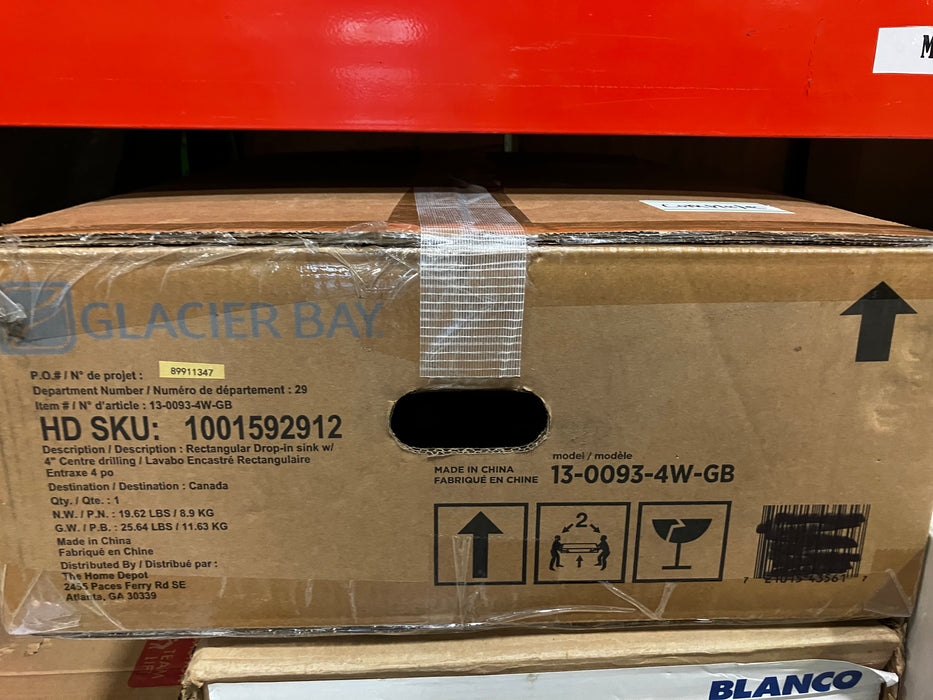 M
GLACIER BAY
P.O.# / N° de projet : 89911347
Department Number / Numéro de département : 29
Item # / N° d'article : 13-0093-4W-GB
HD SKU: 1001592912
Description / Description : Rectangular Drop-in sink w/
4" Centre drilling / Lavabo Encastré Rectangulaire
Entraxe 4 po
Destination / Destination : Canada
Qty. / Qte. : 1
N.W. / P.N. : 19.62 LBS / 8.9 KG
G.W. / P.B. : 25.64 LBS / 11.63 KG
Made in China
Fabriqué en Chine
Distributed By / Distribué par :
The Home Depot
2455 Paces Ferry Rd SE
Atlanta, GA 30339
MADE IN CHINA
FABRIQUÉ EN CHINE
model / modèle
13-0093-4W-GB
2
BLANCO